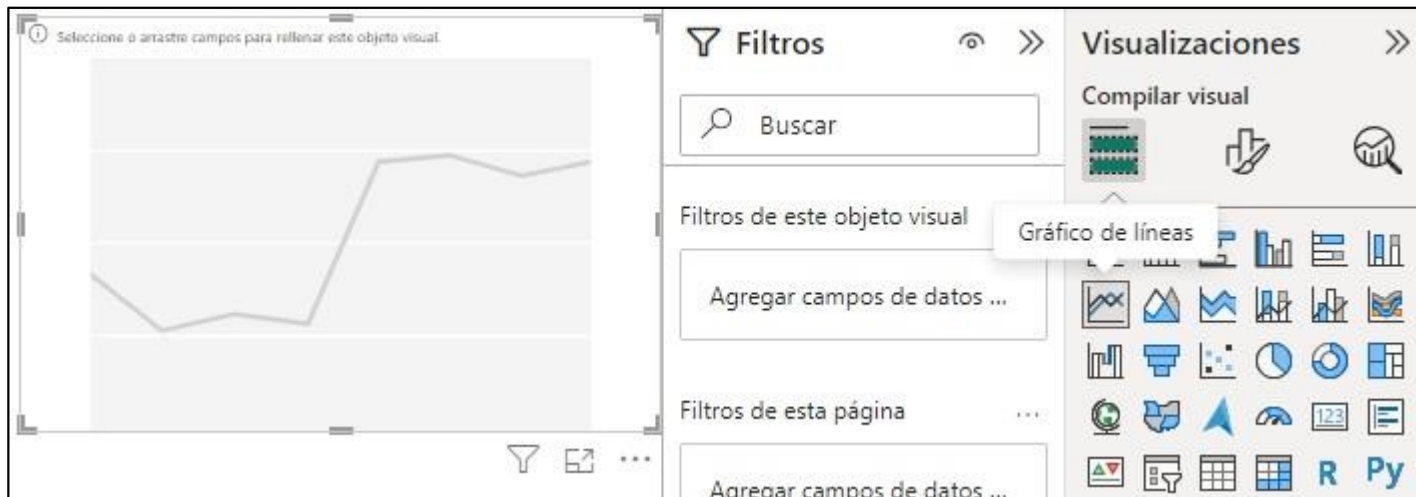 Seleccione o arrastre campos para rellenar este objeto visual.
Filtros
Buscar
Filtros de este objeto visual
Agregar campos de datos ...
Filtros de esta página
...
Agregar campos de datos ...
Visualizaciones
Compilar visual
Gráfico de líneas
123
R
Py